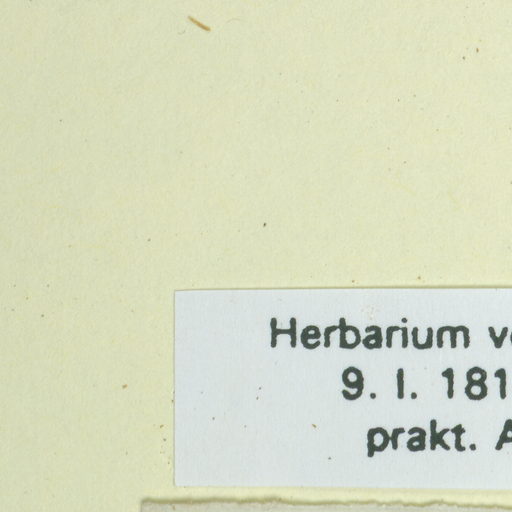 Herbarium v
9. I. 181
prakt. A